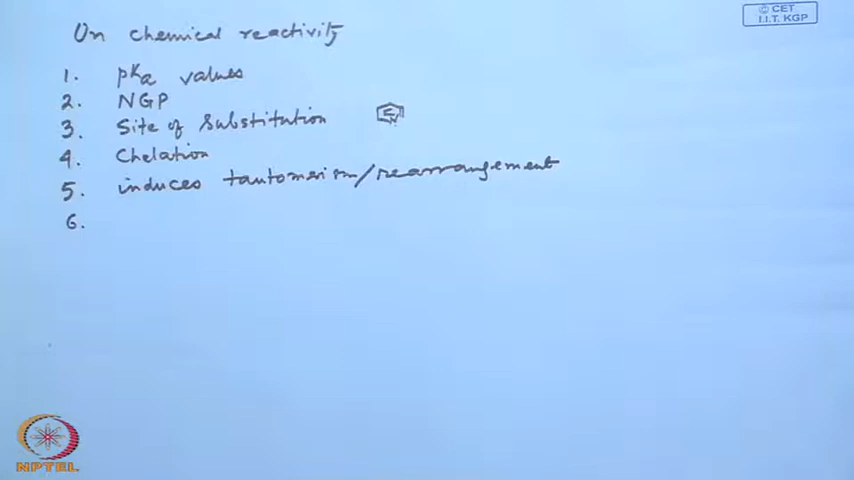 © CET
I.I.T. KGP
On chemical reactivity
1. pKa values
2. NGP
3. Site of Substitution
4. Chelation
5. induces tautomerism/rearrangement
6.
NPTEL